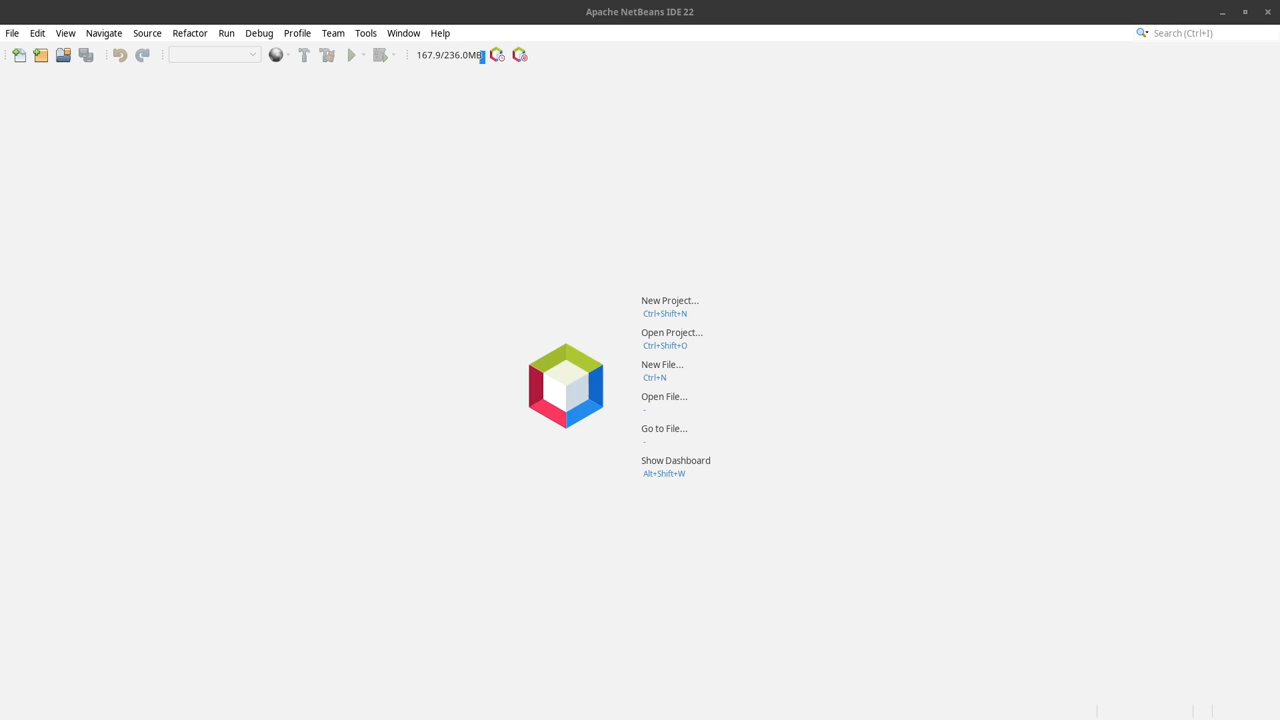 Apache NetBeans IDE 22
File Edit View Navigate Source Refactor Run Debug Profile Team Tools Window Help
Search (Ctrl+I)
167.9/236.0MB
New Project...
Ctrl+Shift+N
Open Project...
Ctrl+Shift+O
New File...
Ctrl+N
Open File...
-
Go to File...
-
Show Dashboard
Alt+Shift+W